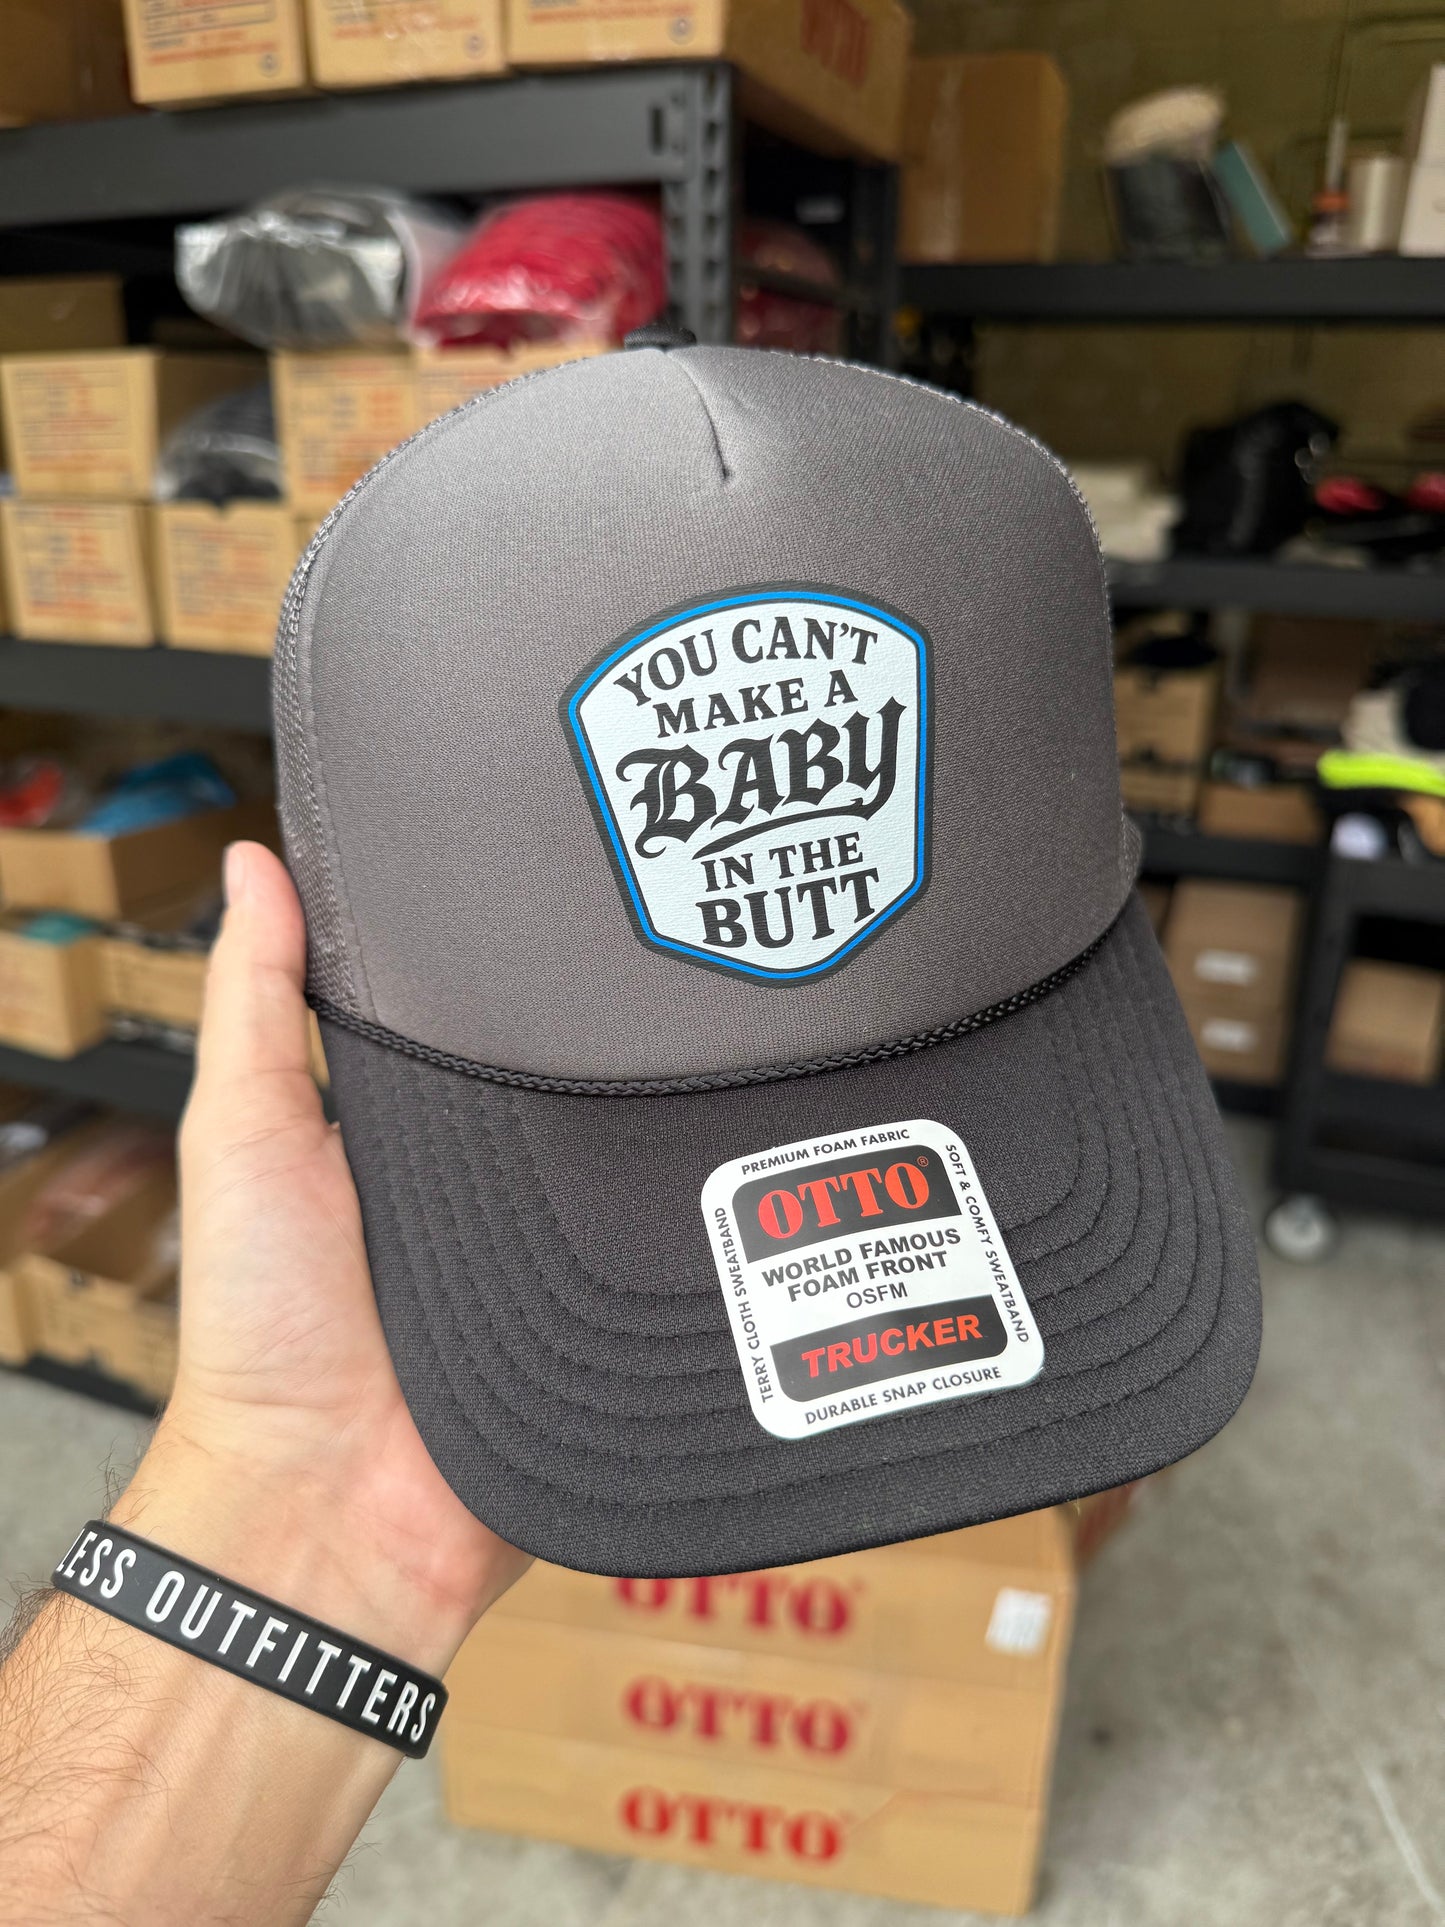 YOU CAN'T
MAKE A
BABY
IN THE
BUTT
PREMIUM FOAM FABRIC
OTTO®
WORLD FAMOUS
FOAM FRONT
OSFM
TRUCKER
DURABLE SNAP CLOSURE
TERRY CLOTH SWEATBAND
SOFT & COMFY SWEATBAND
LESS OUTFITTERS
OTTO
OTTO
OTTO